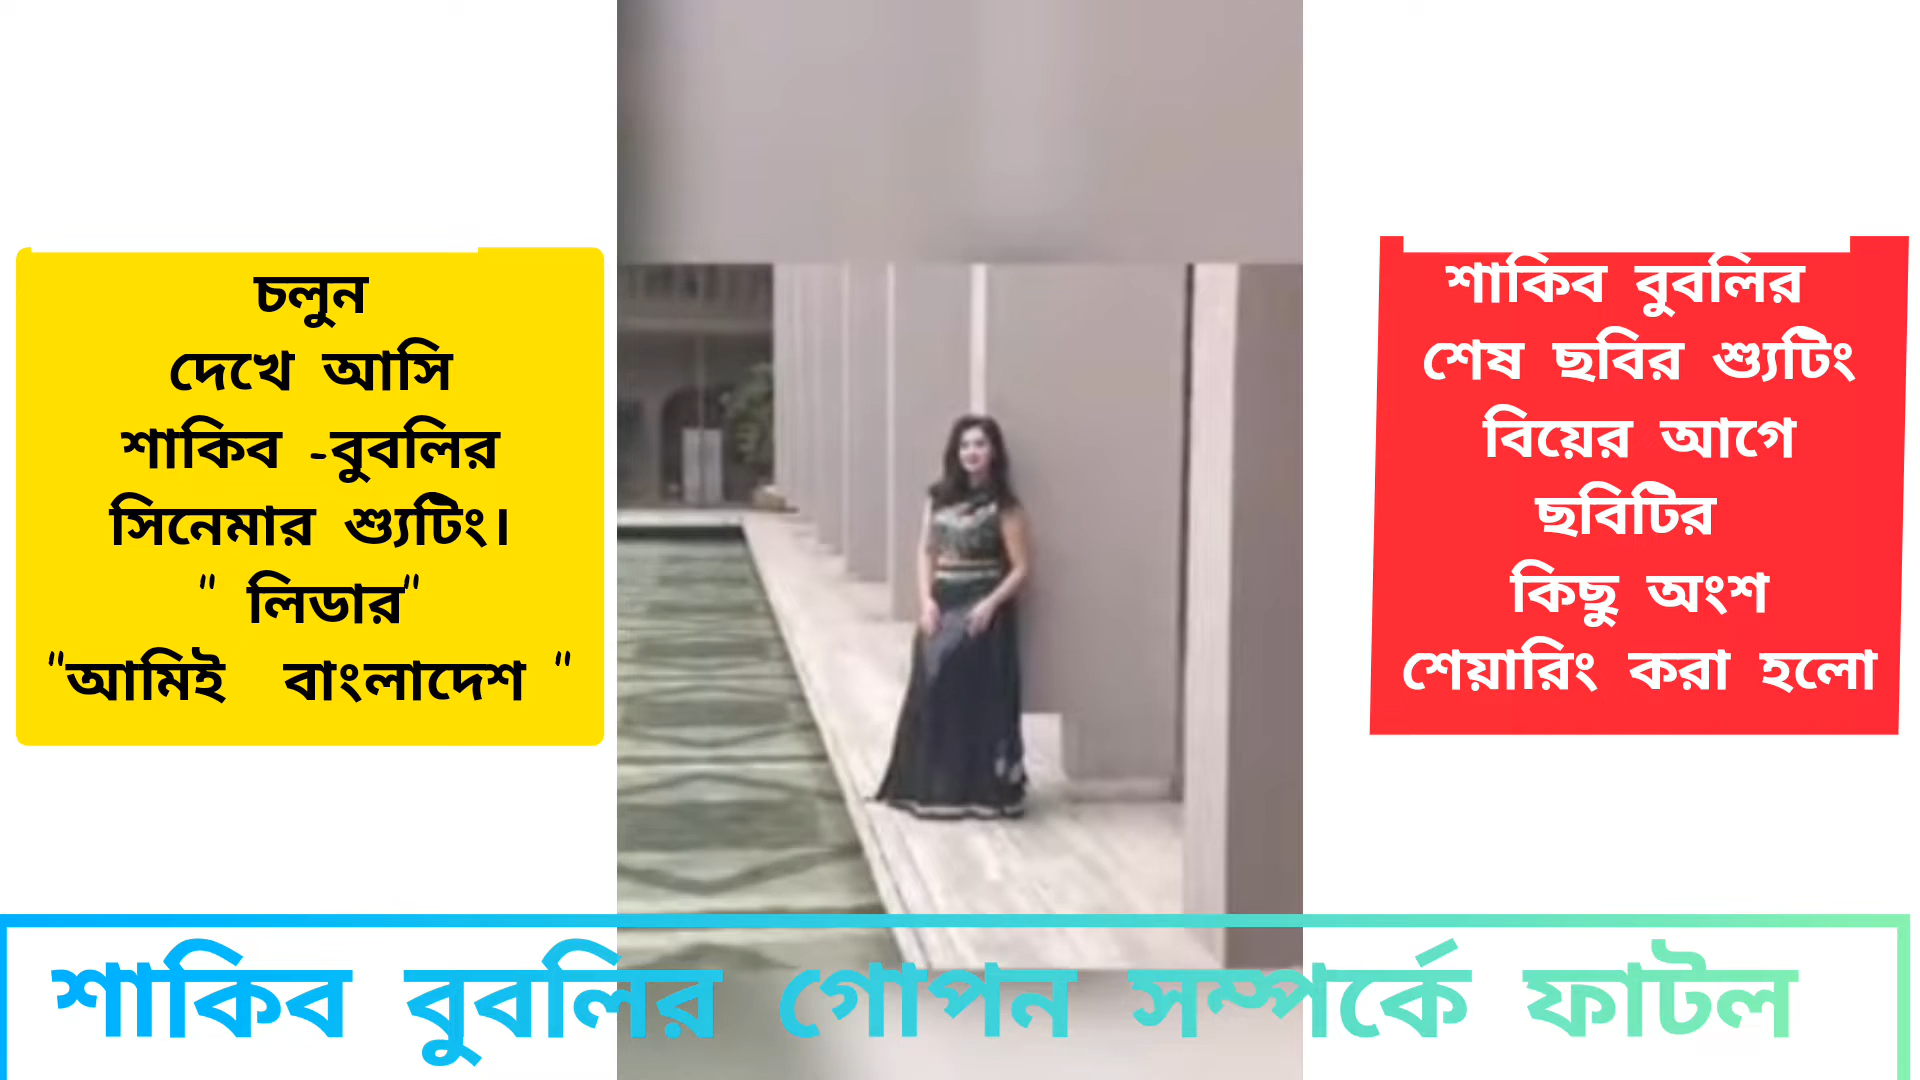 চলুন
দেখে আসি
শাকিব -বুবলির
সিনেমার শ্যুটিং।
" লিডার"
"আমিই বাংলাদেশ "
শাকিব বুবলির
শেষ ছবির শ্যুটিং
বিয়ের আগে
ছবিটির
কিছু অংশ
শেয়ারিং করা হলো
শাকিব বুবলির গোপন সম্পর্কে ফাটল